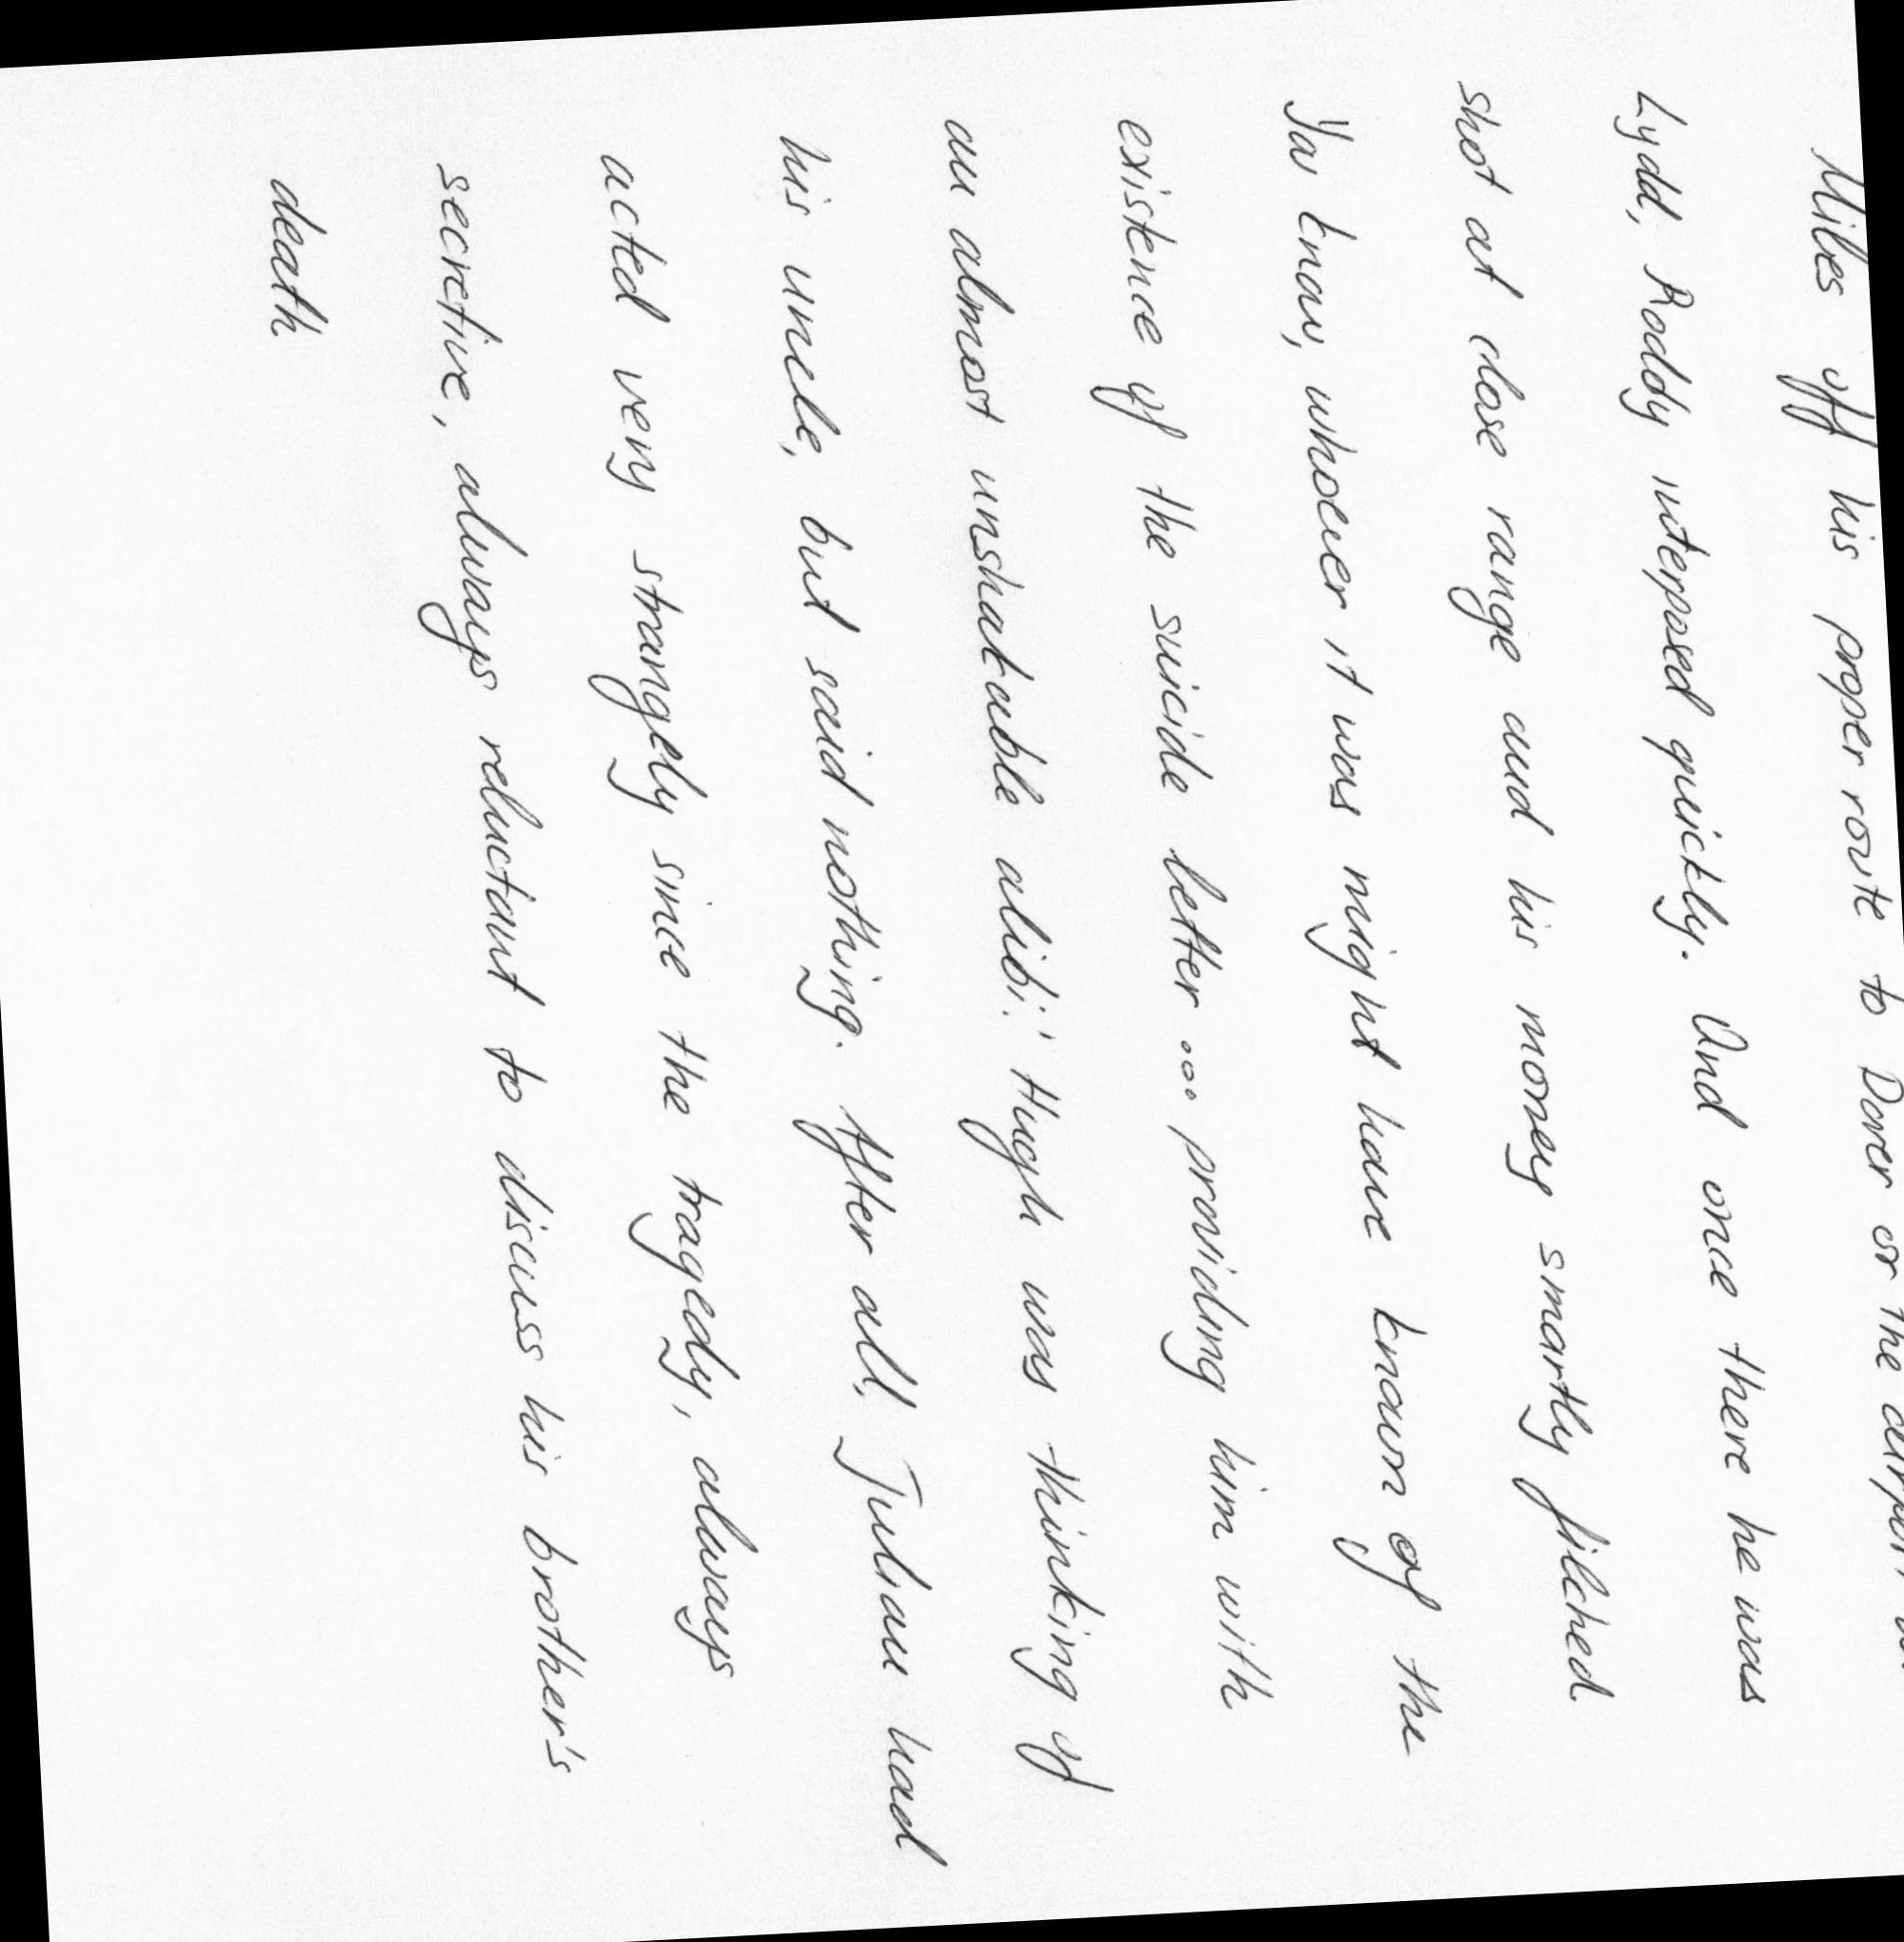 Miles off his proper route to Dover or the
Lydd, Roddy interposed quickly. And once there he was
shot at close range and his money smartly filched.
You know, whoever it was might have known of the
existence of the suicide letter ... providing him with
an almost unshakable alibi.' Hugh was thinking of
his uncle, but said nothing. After all, Julian had
acted very strangely since the tragedy, always
secretive, always reluctant to discuss his brother's
death.